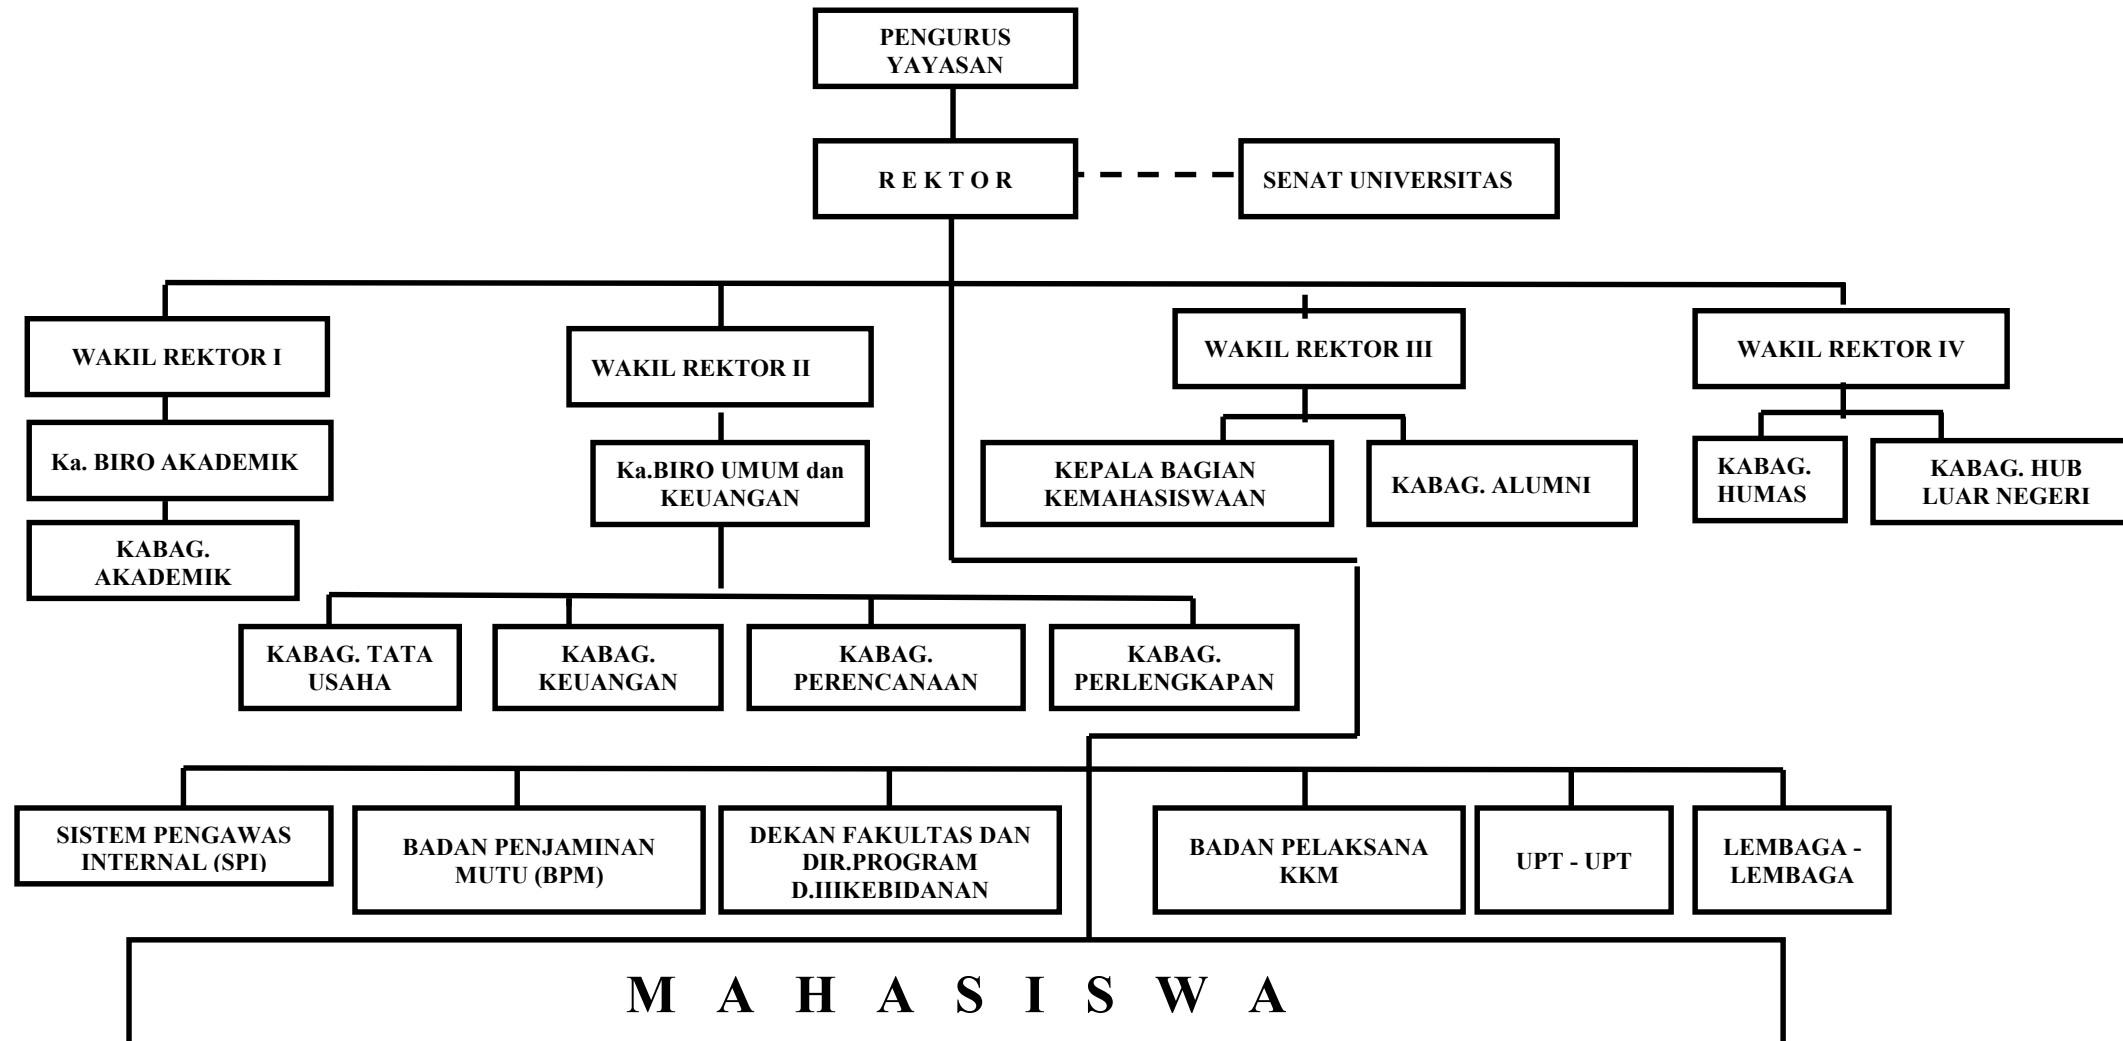 PENGURUS
YAYASAN
R E K T O R
SENAT UNIVERSITAS
WAKIL REKTOR I
WAKIL REKTOR II
WAKIL REKTOR III
WAKIL REKTOR IV
Ka. BIRO AKADEMIK
Ka.BIRO UMUM dan
KEUANGAN
KEPALA BAGIAN
KEMAHASISWAAN
KABAG. ALUMNI
KABAG.
HUMAS
KABAG. HUB
LUAR NEGERI
KABAG.
AKADEMIK
KABAG. TATA
USAHA
KABAG.
KEUANGAN
KABAG.
PERENCANAAN
KABAG.
PERLENGKAPAN
SISTEM PENGAWAS
INTERNAL (SPI)
BADAN PENJAMINAN
MUTU (BPM)
DEKAN FAKULTAS DAN
DIR.PROGRAM
D.IIIKEBIDANAN
BADAN PELAKSANA
KKM
UPT - UPT
LEMBAGA -
LEMBAGA
M A H A S I S W A